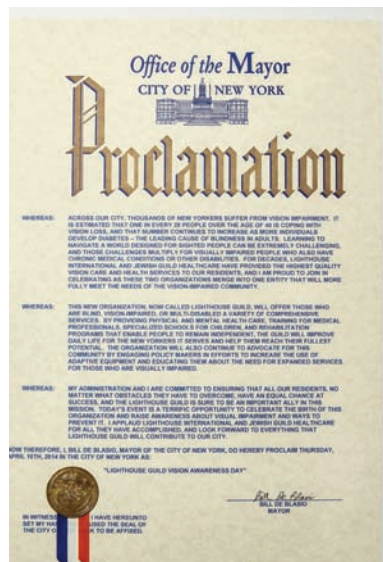 Office of the Mayor
CITY OF NEW YORK
Proclamation
WHEREAS: ACROSS OUR CITY, THOUSANDS OF NEW YORKERS SUFFER FROM VISION IMPAIRMENT. IT
IS ESTIMATED THAT ONE IN EVERY 28 PEOPLE OVER THE AGE OF 40 IS COPING WITH
VISION LOSS, AND THAT NUMBER CONTINUES TO INCREASE AS MORE INDIVIDUALS
DEVELOP DIABETES – THE LEADING CAUSE OF BLINDNESS IN ADULTS. LEARNING TO
NAVIGATE A WORLD DESIGNED FOR SIGHTED PEOPLE CAN BE EXTREMELY CHALLENGING,
AND THOSE CHALLENGES MULTIPLY FOR VISUALLY IMPAIRED PEOPLE WHO ALSO HAVE
CHRONIC MEDICAL CONDITIONS OR OTHER DISABILITIES. FOR DECADES, LIGHTHOUSE
INTERNATIONAL AND JEWISH GUILD HEALTHCARE HAVE PROVIDED THE HIGHEST QUALITY
VISION CARE AND HEALTH SERVICES TO OUR RESIDENTS, AND I AM PROUD TO JOIN IN
CELEBRATING AS THESE TWO ORGANIZATIONS MERGE INTO ONE ENTITY THAT WILL MORE
FULLY MEET THE NEEDS OF THE VISION-IMPAIRED COMMUNITY.
WHEREAS: THIS NEW ORGANIZATION, NOW CALLED LIGHTHOUSE GUILD, WILL OFFER THOSE WHO
ARE BLIND, VISION-IMPAIRED, OR MULTI-DISABLED A VARIETY OF COMPREHENSIVE
SERVICES. BY PROVIDING PHYSICAL AND MENTAL HEALTH CARE, TRAINING FOR MEDICAL
PROFESSIONALS, SPECIALIZED SCHOOLS FOR CHILDREN, AND REHABILITATION
PROGRAMS THAT ENABLE PEOPLE TO REMAIN INDEPENDENT, THE GUILD WILL IMPROVE
DAILY LIFE FOR THE NEW YORKERS IT SERVES AND HELP THEM REACH THEIR FULLEST
POTENTIAL. THE ORGANIZATION WILL ALSO CONTINUE TO ADVOCATE FOR THIS
COMMUNITY BY ENGAGING POLICY MAKERS IN EFFORTS TO INCREASE THE USE OF
ADAPTIVE EQUIPMENT AND EDUCATING THEM ABOUT THE NEED FOR EXPANDED SERVICES
FOR THOSE WHO ARE VISUALLY IMPAIRED.
WHEREAS: MY ADMINISTRATION AND I ARE COMMITTED TO ENSURING THAT ALL OUR RESIDENTS, NO
MATTER WHAT OBSTACLES THEY HAVE TO OVERCOME, HAVE AN EQUAL CHANCE AT
SUCCESS, AND THE LIGHTHOUSE GUILD IS SURE TO BE AN IMPORTANT ALLY IN THIS
MISSION. TODAY'S EVENT IS A TERRIFIC OPPORTUNITY TO CELEBRATE THE BIRTH OF THIS
ORGANIZATION AND RAISE AWARENESS ABOUT VISUAL IMPAIRMENT AND WAYS TO
PREVENT IT. I APPLAUD LIGHTHOUSE INTERNATIONAL AND JEWISH GUILD HEALTHCARE
FOR ALL THEY HAVE ACCOMPLISHED, AND LOOK FORWARD TO EVERYTHING THAT
LIGHTHOUSE GUILD WILL CONTRIBUTE TO OUR CITY.
NOW THEREFORE, I, BILL DE BLASIO, MAYOR OF THE CITY OF NEW YORK, DO HEREBY PROCLAIM THURSDAY,
APRIL 10TH, 2014 IN THE CITY OF NEW YORK AS:
"LIGHTHOUSE GUILD VISION AWARENESS DAY"
Bill de Blasio
BILL DE BLASIO
MAYOR
IN WITNESS I HAVE HEREUNTO
SET MY HAND USED THE SEAL OF
THE CITY O K TO BE AFFIXED.